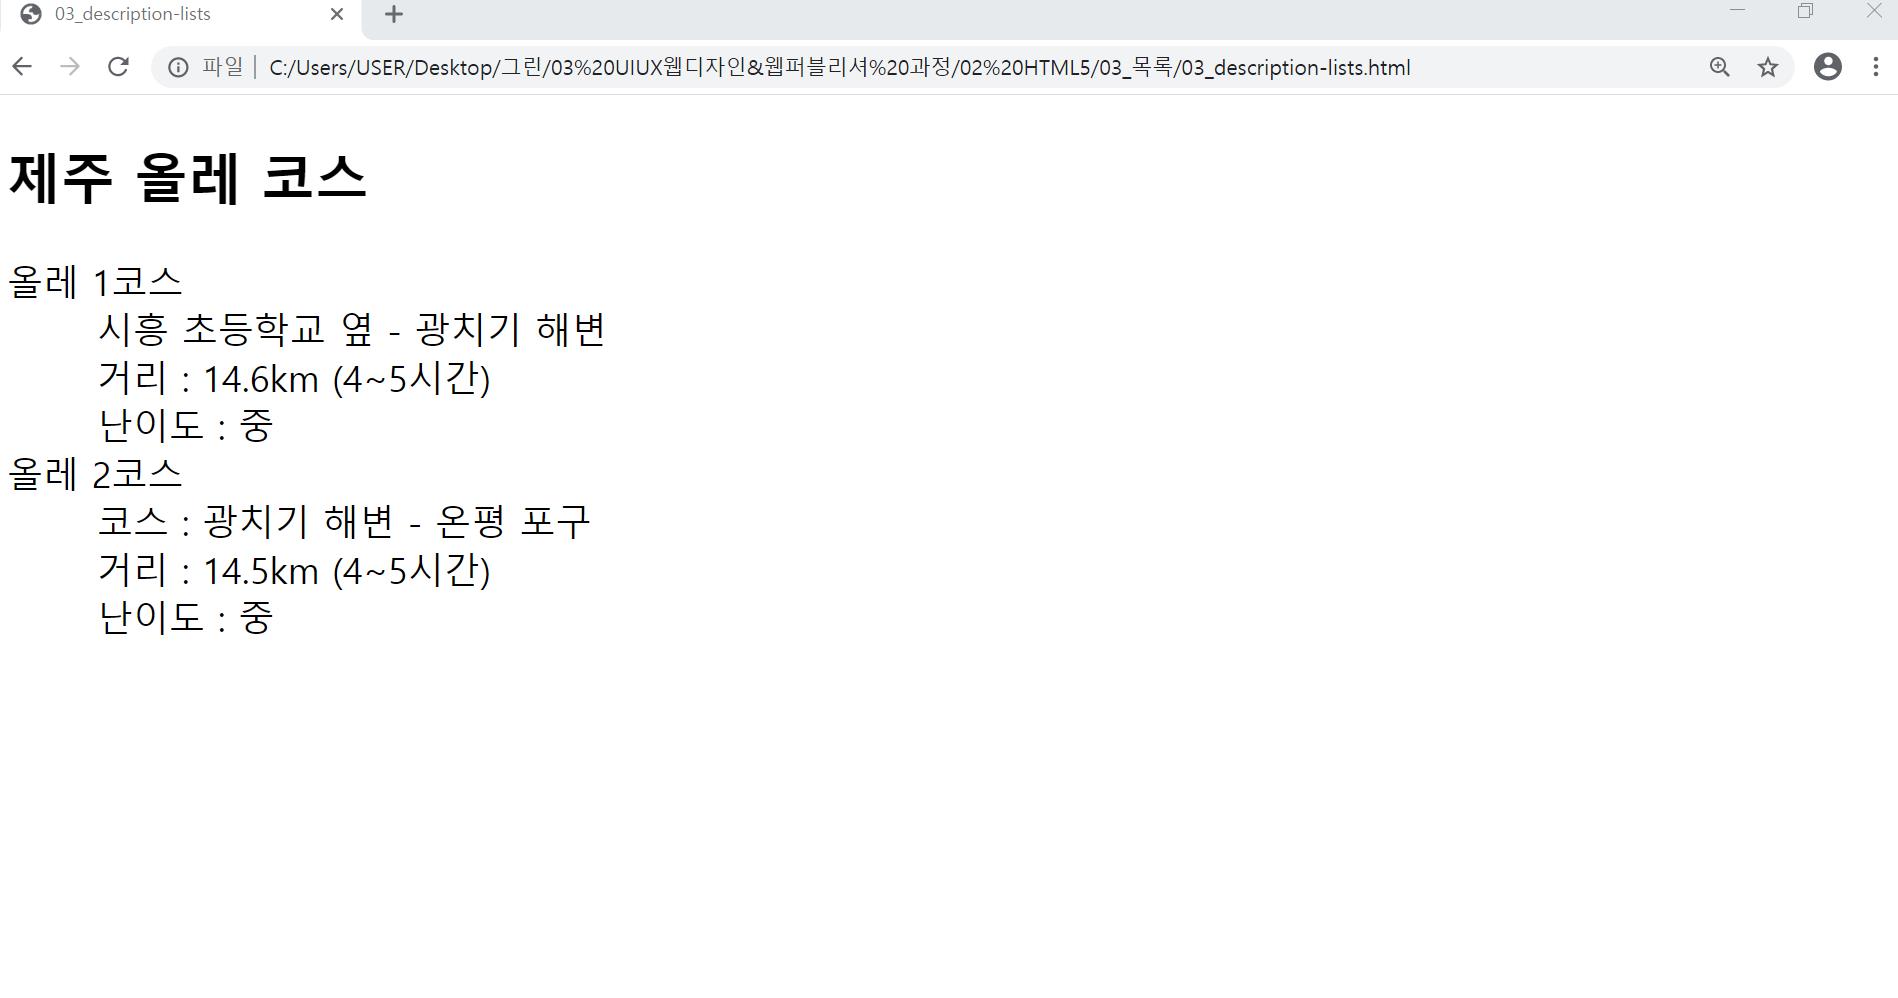 03_description-lists
파일 | C:/Users/USER/Desktop/그린/03%20UIUX웹디자인&웹퍼블리셔%20과정/02%20HTML5/03_목록/03_description-lists.html
제주 올레 코스
올레 1코스
시흥 초등학교 옆 - 광치기 해변
거리 : 14.6km (4~5시간)
난이도 : 중
올레 2코스
코스 : 광치기 해변 - 온평 포구
거리 : 14.5km (4~5시간)
난이도 : 중